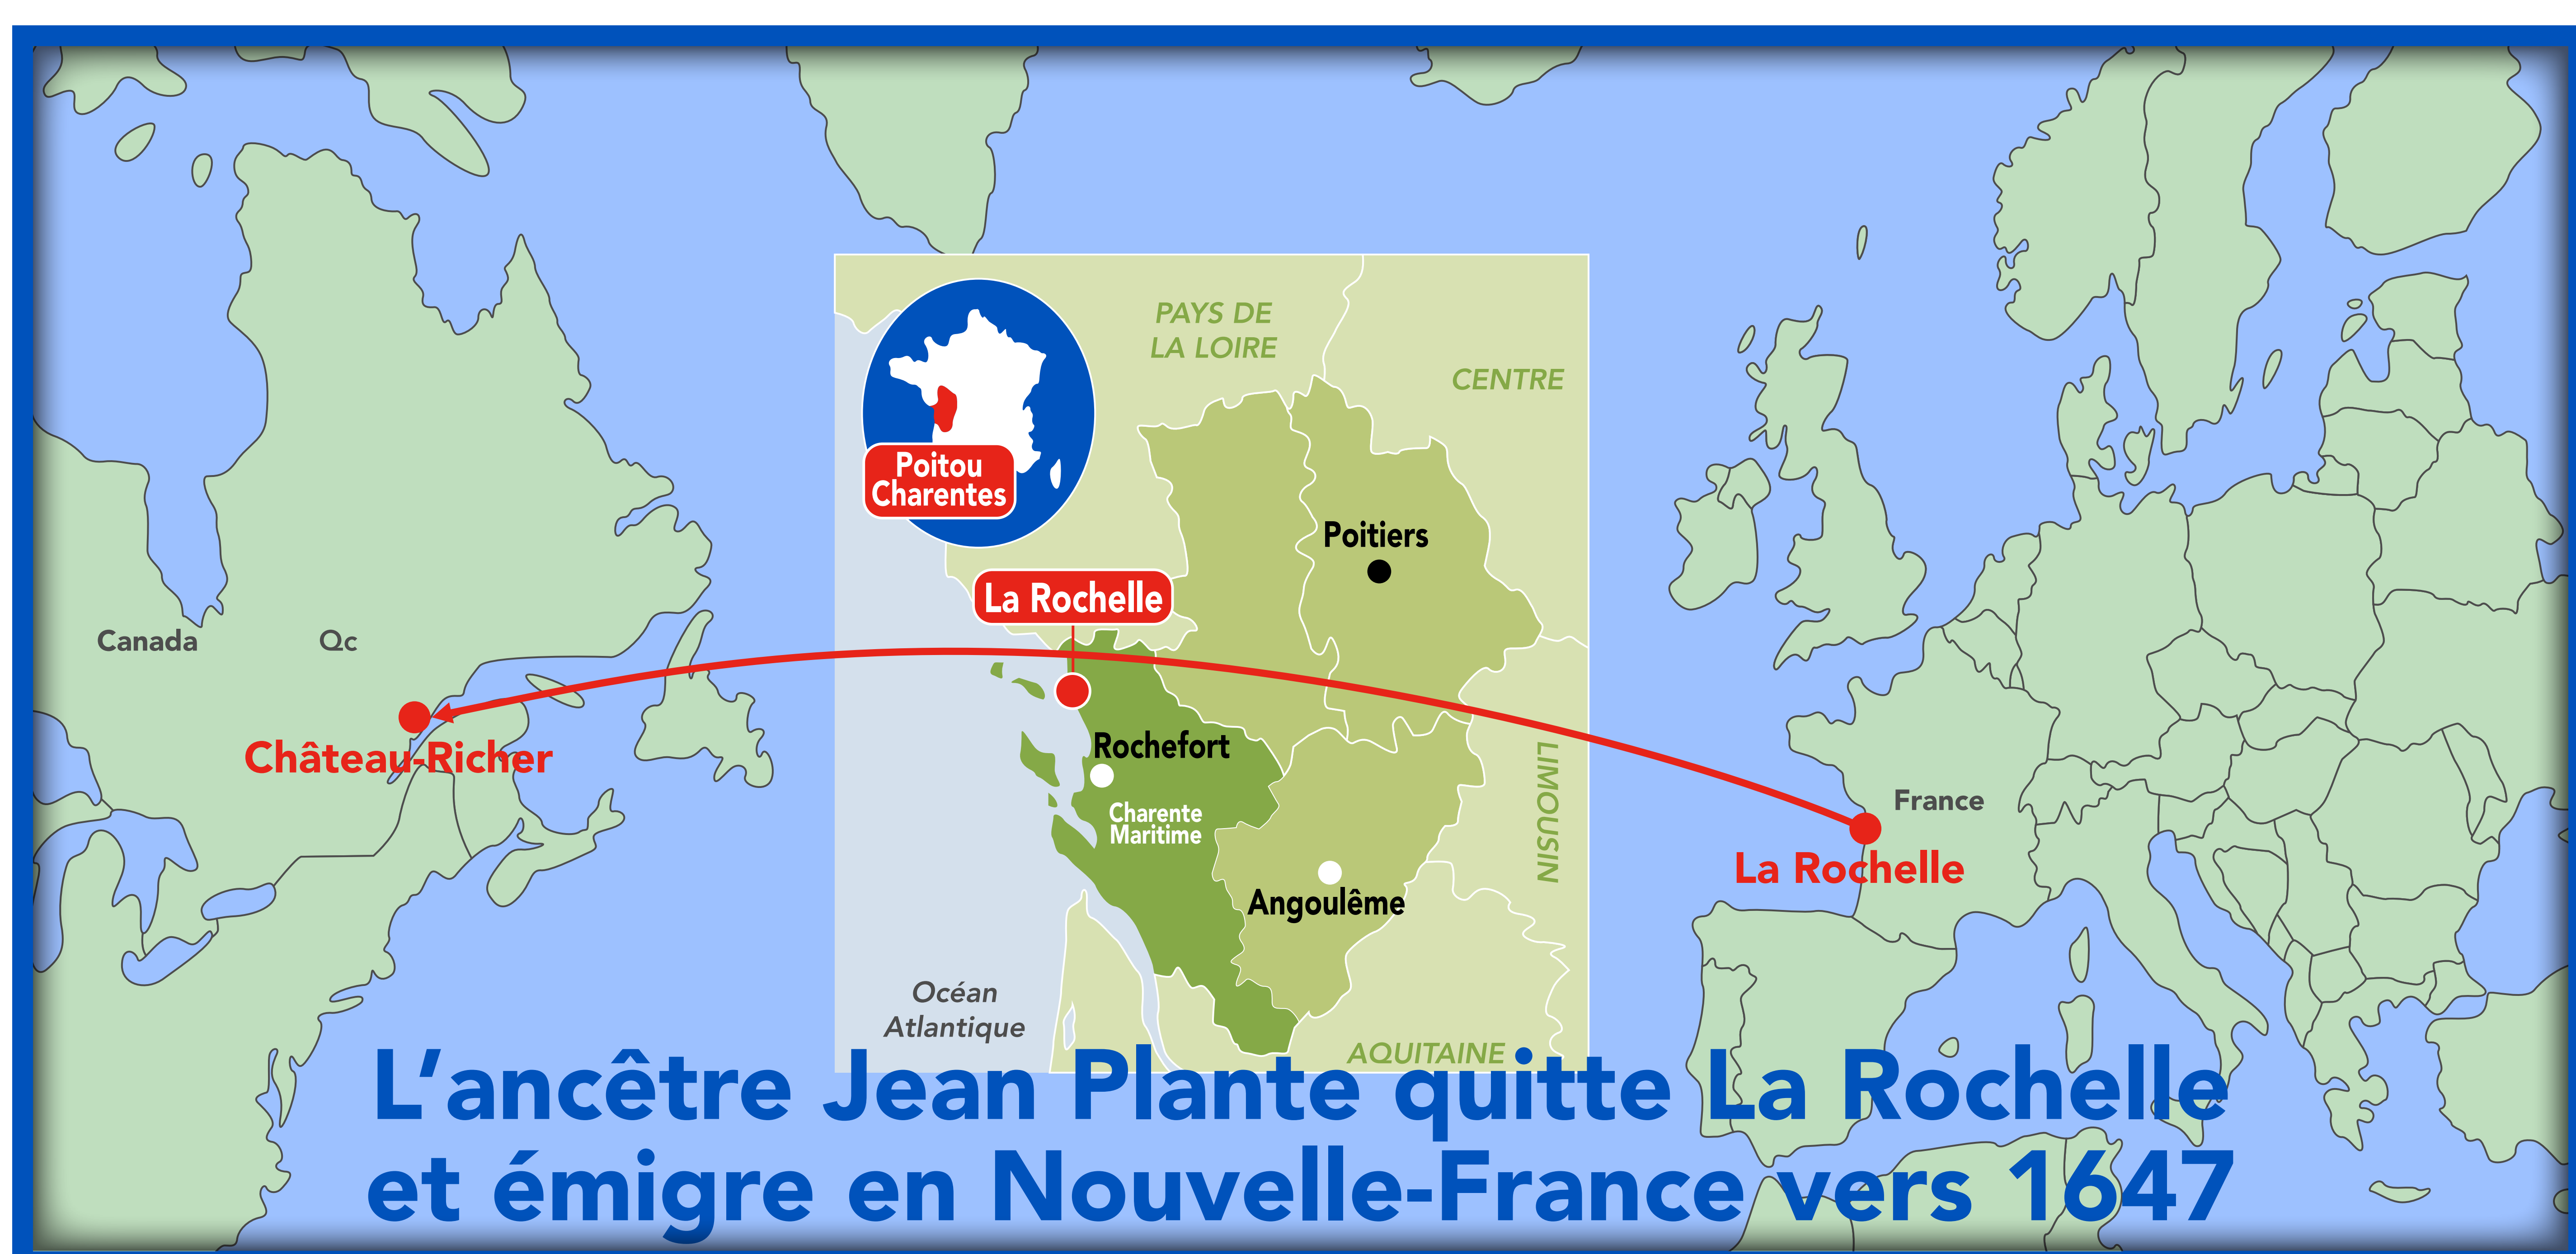 PAYS DE
LA LOIRE
CENTRE
Poitou
Charentes
Poitiers
La Rochelle
Canada
Qc
Château-Richer
Rochefort
Charente
Maritime
LIMOUSIN
France
La Rochelle
Angoulême
Océan
Atlantique
AQUITAINE
L’ancêtre Jean Plante quitte La Rochelle
et émigre en Nouvelle-France vers 1647